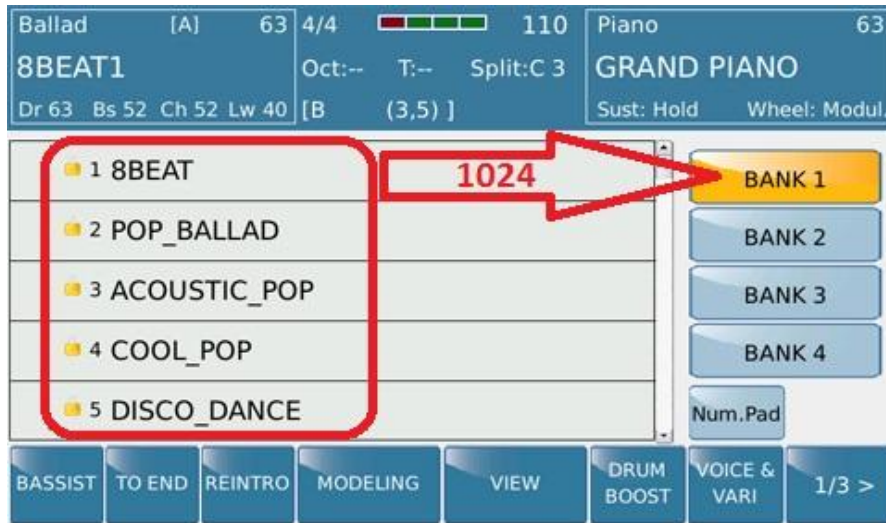 Ballad [A] 63 4/4 110 Piano 63
8BEAT1 Oct:-- T:-- Split:C 3 GRAND PIANO
Dr 63 Bs 52 Ch 52 Lw 40 [B (3,5) ] Sust: Hold Wheel: Modul
1 8BEAT
1024
BANK 1
2 POP_BALLAD
BANK 2
3 ACOUSTIC_POP
BANK 3
4 COOL_POP
BANK 4
5 DISCO_DANCE
Num.Pad
BASSIST TO END REINTRO MODELING VIEW DRUM BOOST VOICE & VARI 1/3 >